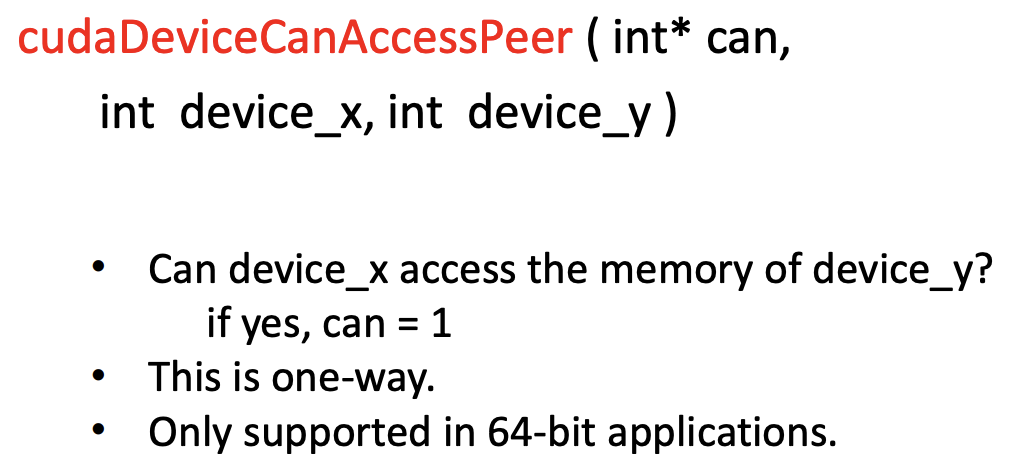 cudaDeviceCanAccessPeer ( int* can,
int device_x, int device_y )
• Can device_x access the memory of device_y?
if yes, can = 1
• This is one-way.
• Only supported in 64-bit applications.